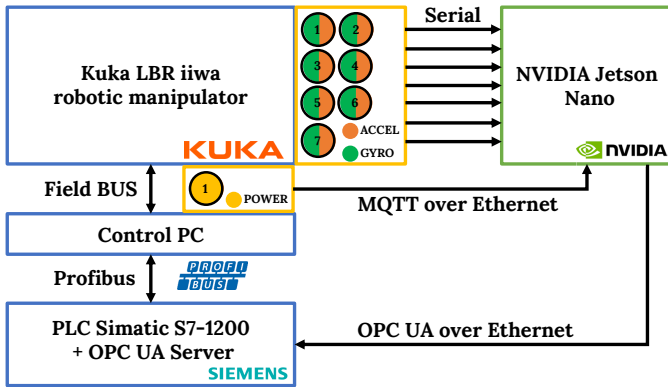 Kuka LBR iiwa
robotic manipulator
KUKA
1 2
3 4
5 6
7
ACCEL
GYRO
Serial
NVIDIA Jetson
Nano
NVIDIA
Field BUS
1
POWER
MQTT over Ethernet
Control PC
Profibus
PROFI
BUS
PLC Simatic S7-1200
+ OPC UA Server
SIEMENS
OPC UA over Ethernet